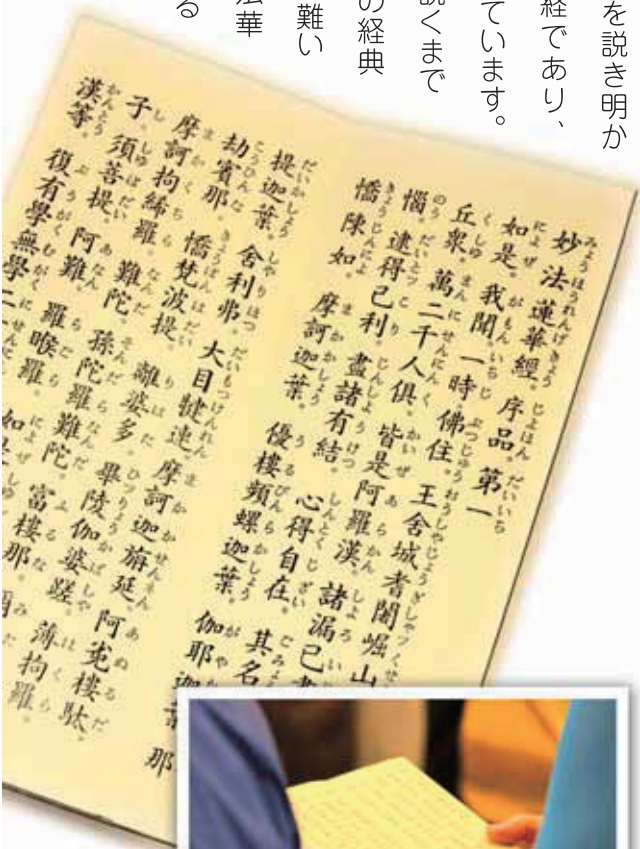 を説き明か
経であり、
ています。
説くまで
の経典
難い
法華
る
妙法蓮華經。序品。第一
如是。我聞一時佛住。王舍城耆闍崛山
丘衆。萬二千人俱、皆是阿羅漢。諸漏已
惱 逮得己利。盡諸有結。心得自在。其名
憍陳如。摩訶迦葉。優樓頻螺迦葉。伽耶迦 那
提迦葉。舍利弗。大目犍連 摩訶迦旃延 阿㝹樓馱。
劫賓那。憍梵波提 離婆多。畢陵伽婆蹉。薄拘羅。
摩訶拘絺羅。難陀。孫陀羅難陀。富樓那。
子。須菩提 阿難 羅睺羅。如
漢等。復有學無學二